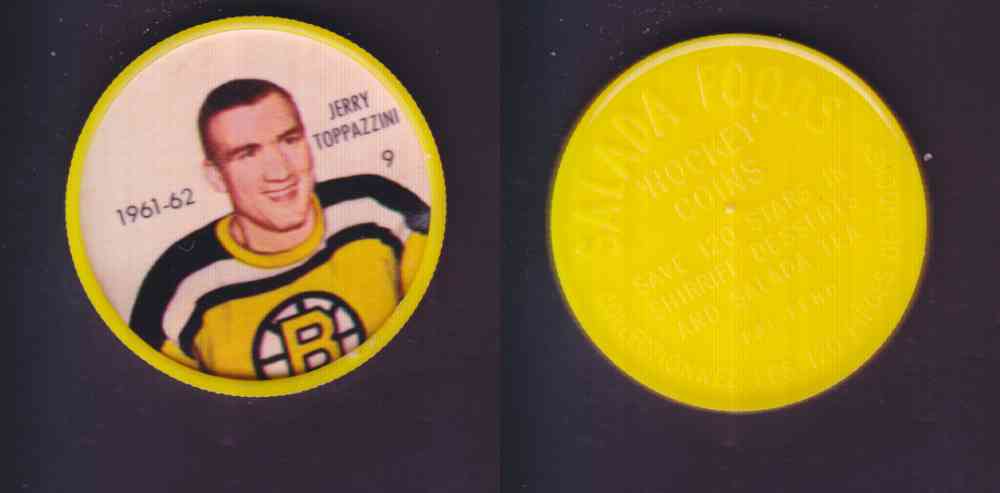 JERRY
TOPPAZZINI
9
1961-62
B
SALADA FOODS
"HOCKEY"
COINS
SAVE 120 STARS IN
SHIRRIFF DESSERTS
AND SALADA TEA